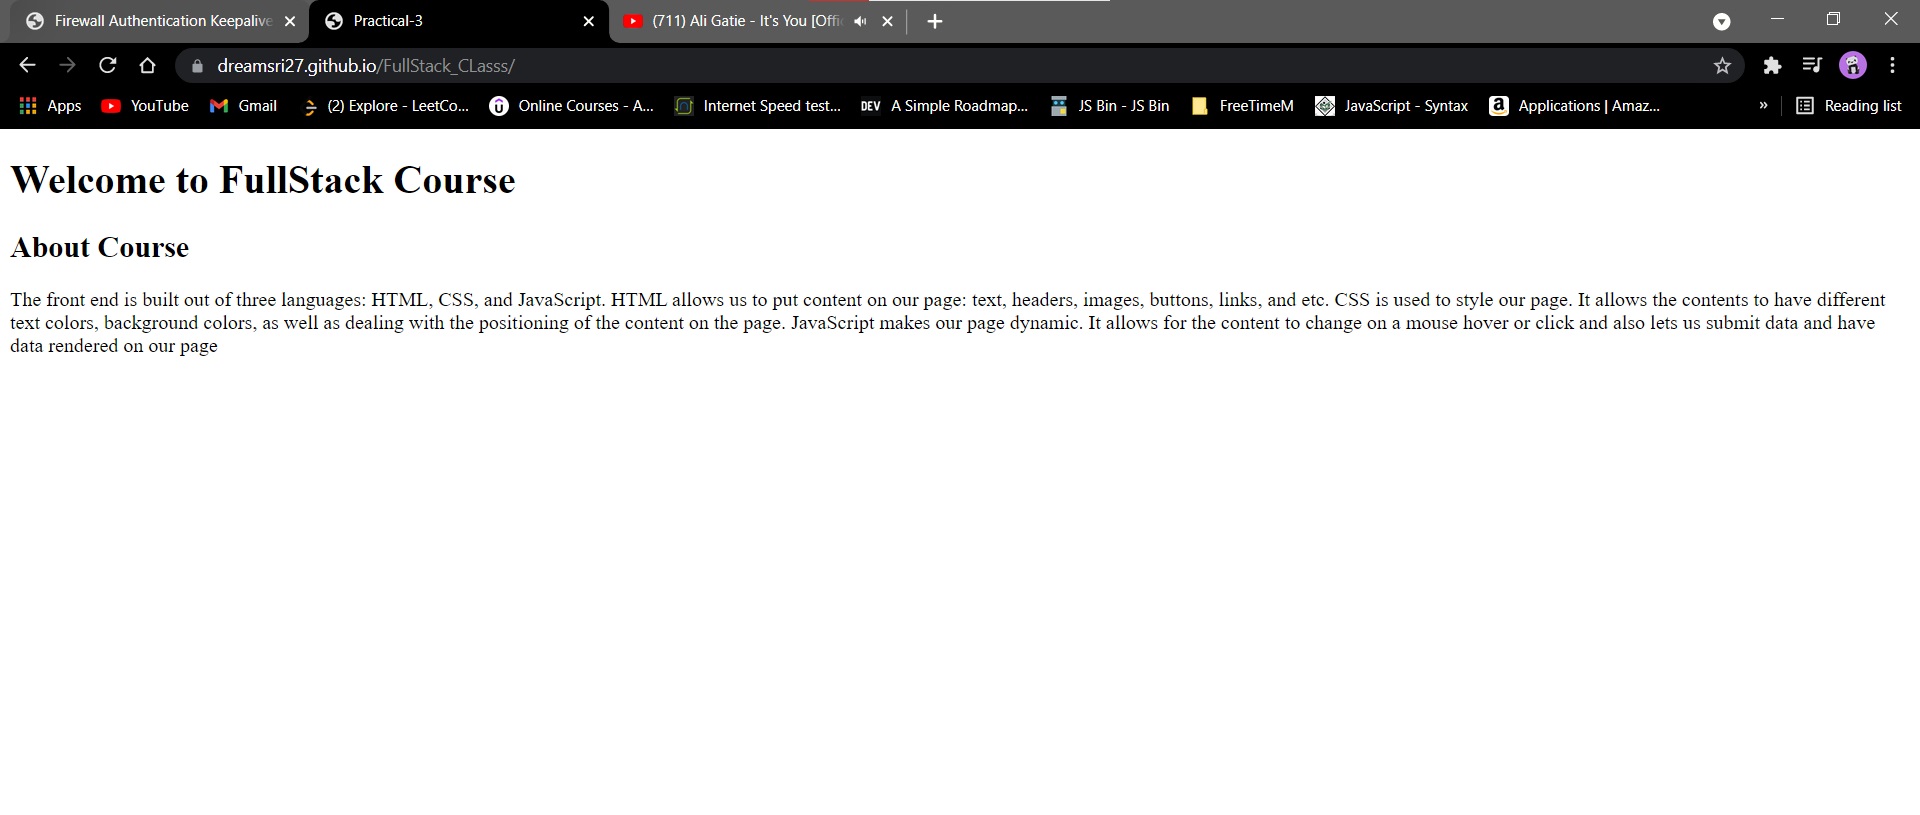 Firewall Authentication Keepalive
Practical-3
(711) Ali Gatie - It's You [Offi
dreamsri27.github.io/FullStack_CLasss/
Apps YouTube Gmail (2) Explore - LeetCo... Online Courses - A... Internet Speed test... DEV A Simple Roadmap... JS Bin - JS Bin FreeTimeM JavaScript - Syntax Applications | Amaz... » Reading list
Welcome to FullStack Course
About Course
The front end is built out of three languages: HTML, CSS, and JavaScript. HTML allows us to put content on our page: text, headers, images, buttons, links, and etc. CSS is used to style our page. It allows the contents to have different
text colors, background colors, as well as dealing with the positioning of the content on the page. JavaScript makes our page dynamic. It allows for the content to change on a mouse hover or click and also lets us submit data and have
data rendered on our page